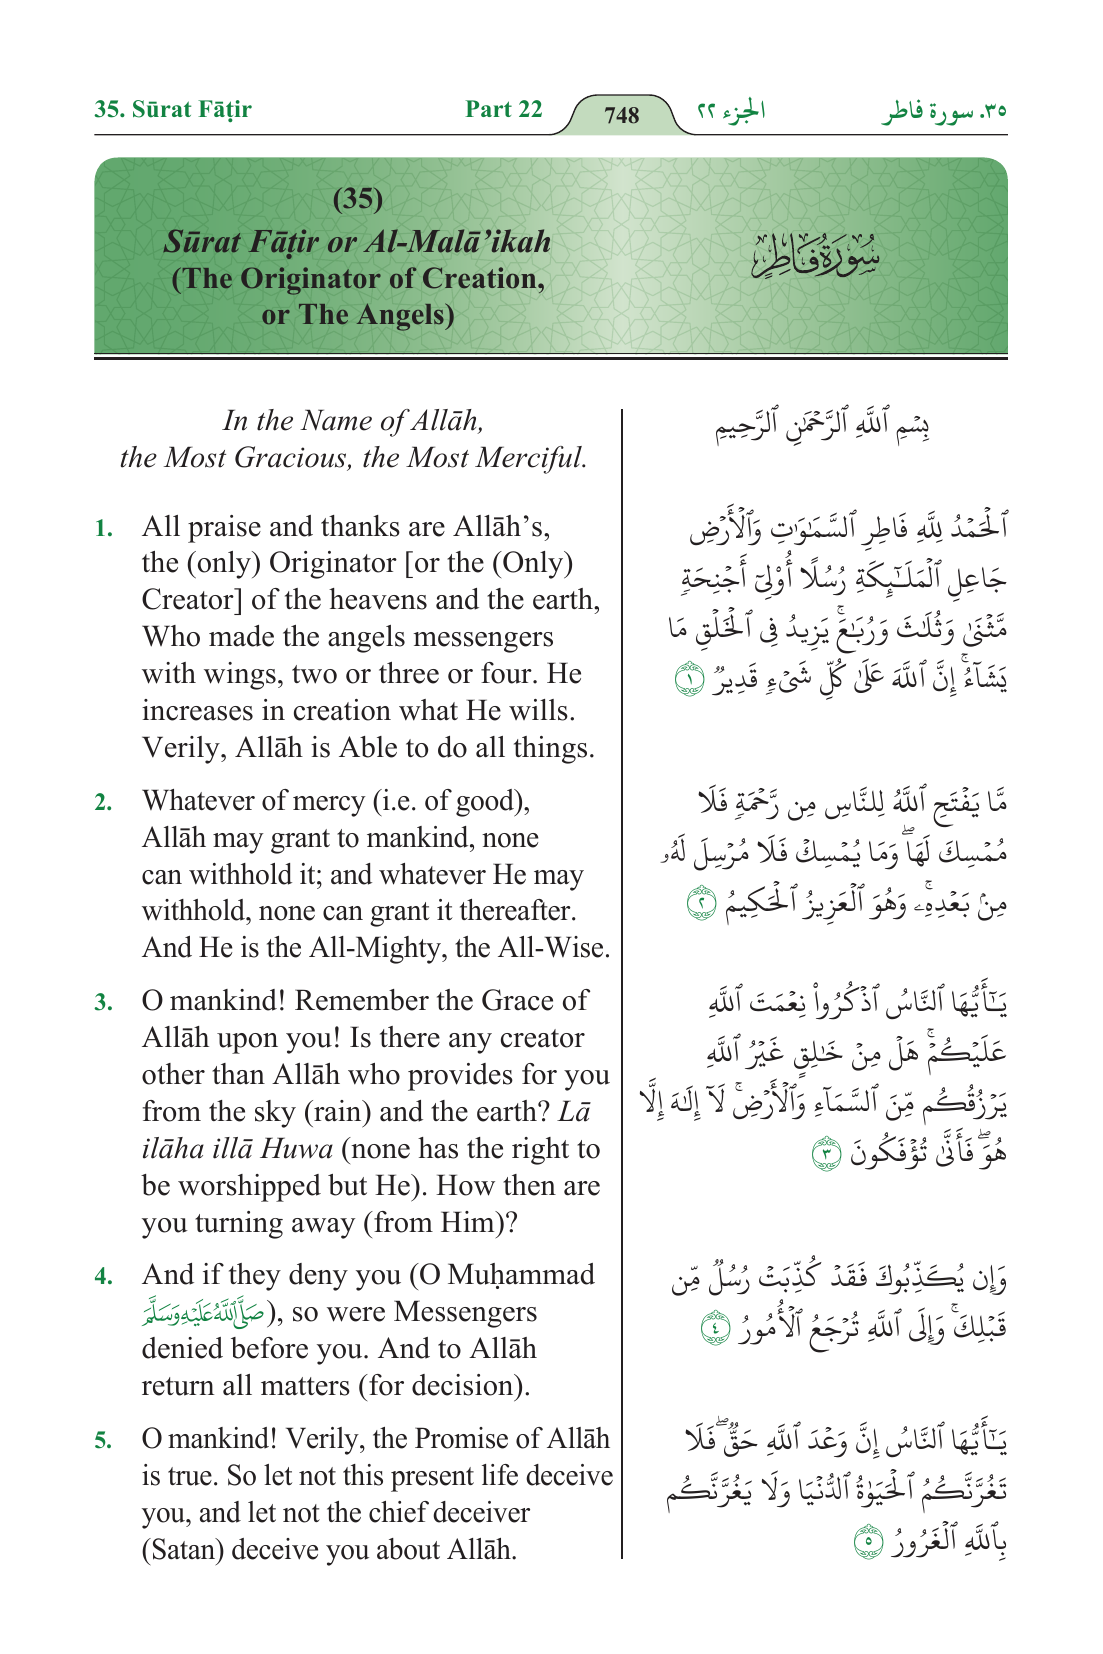 35. Sūrat Fāṭir
Part 22
748
الجزء ٢٢
٣٥. سورة فاطر
(35)
Sūrat Fāṭir or Al-Malā’ikah
(The Originator of Creation,
or The Angels)
سُورَةُ فَاطِرٍ
In the Name of Allāh,
the Most Gracious, the Most Merciful.
1. All praise and thanks are Allāh’s,
the (only) Originator [or the (Only)
Creator] of the heavens and the earth,
Who made the angels messengers
with wings, two or three or four. He
increases in creation what He wills.
Verily, Allāh is Able to do all things.
2. Whatever of mercy (i.e. of good),
Allāh may grant to mankind, none
can withhold it; and whatever He may
withhold, none can grant it thereafter.
And He is the All-Mighty, the All-Wise.
3. O mankind! Remember the Grace of
Allāh upon you! Is there any creator
other than Allāh who provides for you
from the sky (rain) and the earth? Lā
ilāha illā Huwa (none has the right to
be worshipped but He). How then are
you turning away (from Him)?
4. And if they deny you (O Muḥammad
صَلَّى اللَّهُ عَلَيْهِ وَسَلَّمَ), so were Messengers
denied before you. And to Allāh
return all matters (for decision).
5. O mankind! Verily, the Promise of Allāh
is true. So let not this present life deceive
you, and let not the chief deceiver
(Satan) deceive you about Allāh.
بِسْمِ ٱللَّهِ ٱلرَّحْمَٰنِ ٱلرَّحِيمِ
ٱلْحَمْدُ لِلَّهِ فَاطِرِ ٱلسَّمَٰوَٰتِ وَٱلْأَرْضِ
جَاعِلِ ٱلْمَلَٰٓئِكَةِ رُسُلًا أُو۟لِىٓ أَجْنِحَةٍ
مَّثْنَىٰ وَثُلَٰثَ وَرُبَٰعَ ۚ يَزِيدُ فِى ٱلْخَلْقِ مَا
يَشَآءُ ۚ إِنَّ ٱللَّهَ عَلَىٰ كُلِّ شَىْءٍ قَدِيرٌ ١
مَّا يَفْتَحِ ٱللَّهُ لِلنَّاسِ مِن رَّحْمَةٍ فَلَا
مُمْسِكَ لَهَا ۖ وَمَا يُمْسِكْ فَلَا مُرْسِلَ لَهُۥ
مِنۢ بَعْدِهِۦ ۚ وَهُوَ ٱلْعَزِيزُ ٱلْحَكِيمُ ٢
يَٰٓأَيُّهَا ٱلنَّاسُ ٱذْكُرُوا۟ نِعْمَتَ ٱللَّهِ
عَلَيْكُمْ ۚ هَلْ مِنْ خَٰلِقٍ غَيْرُ ٱللَّهِ
يَرْزُقُكُم مِّنَ ٱلسَّمَآءِ وَٱلْأَرْضِ ۚ لَآ إِلَٰهَ إِلَّا
هُوَ ۖ فَأَنَّىٰ تُؤْفَكُونَ ٣
وَإِن يُكَذِّبُوكَ فَقَدْ كُذِّبَتْ رُسُلٌ مِّن
قَبْلِكَ ۚ وَإِلَى ٱللَّهِ تُرْجَعُ ٱلْأُمُورُ ٤
يَٰٓأَيُّهَا ٱلنَّاسُ إِنَّ وَعْدَ ٱللَّهِ حَقٌّ ۖ فَلَا
تَغُرَّنَّكُمُ ٱلْحَيَوٰةُ ٱلدُّنْيَا وَلَا يَغُرَّنَّكُم
بِٱللَّهِ ٱلْغَرُورُ ٥